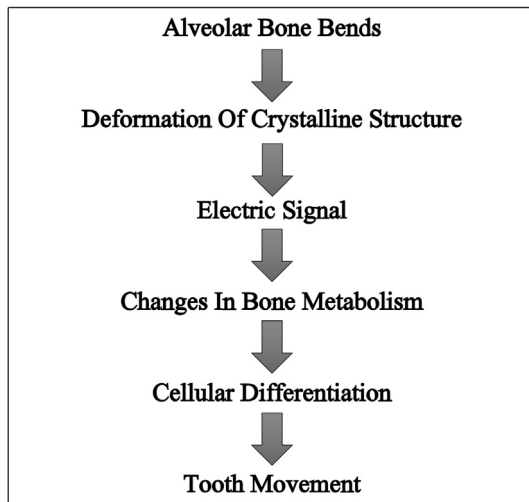 Alveolar Bone Bends
Deformation Of Crystalline Structure
Electric Signal
Changes In Bone Metabolism
Cellular Differentiation
Tooth Movement